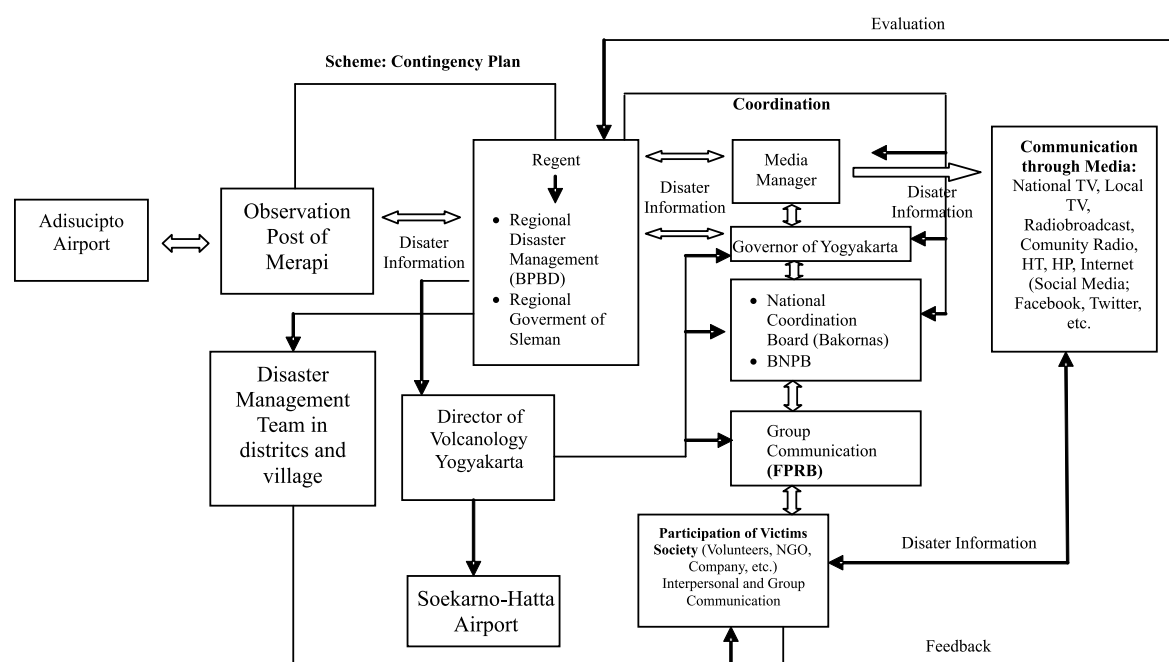 Evaluation
Scheme: Contingency Plan
Coordination
Adisucipto
Airport
Observation
Post of
Merapi
Disater
Information
Regent
• Regional
Disaster
Management
(BPBD)
• Regional
Goverment of
Sleman
Disater
Information
Media
Manager
Governor of Yogyakarta
• National
Coordination
Board (Bakornas)
• BNPB
Group
Communication
(FPRB)
Disater
Information
Communication
through Media:
National TV, Local
TV,
Radiobroadcast,
Comunity Radio,
HT, HP, Internet
(Social Media;
Facebook, Twitter,
etc.
Disaster
Management
Team in
distritcs and
village
Director of
Volcanology
Yogyakarta
Soekarno-Hatta
Airport
Participation of Victims
Society (Volunteers, NGO,
Company, etc.)
Interpersonal and Group
Communication
Disater Information
Feedback